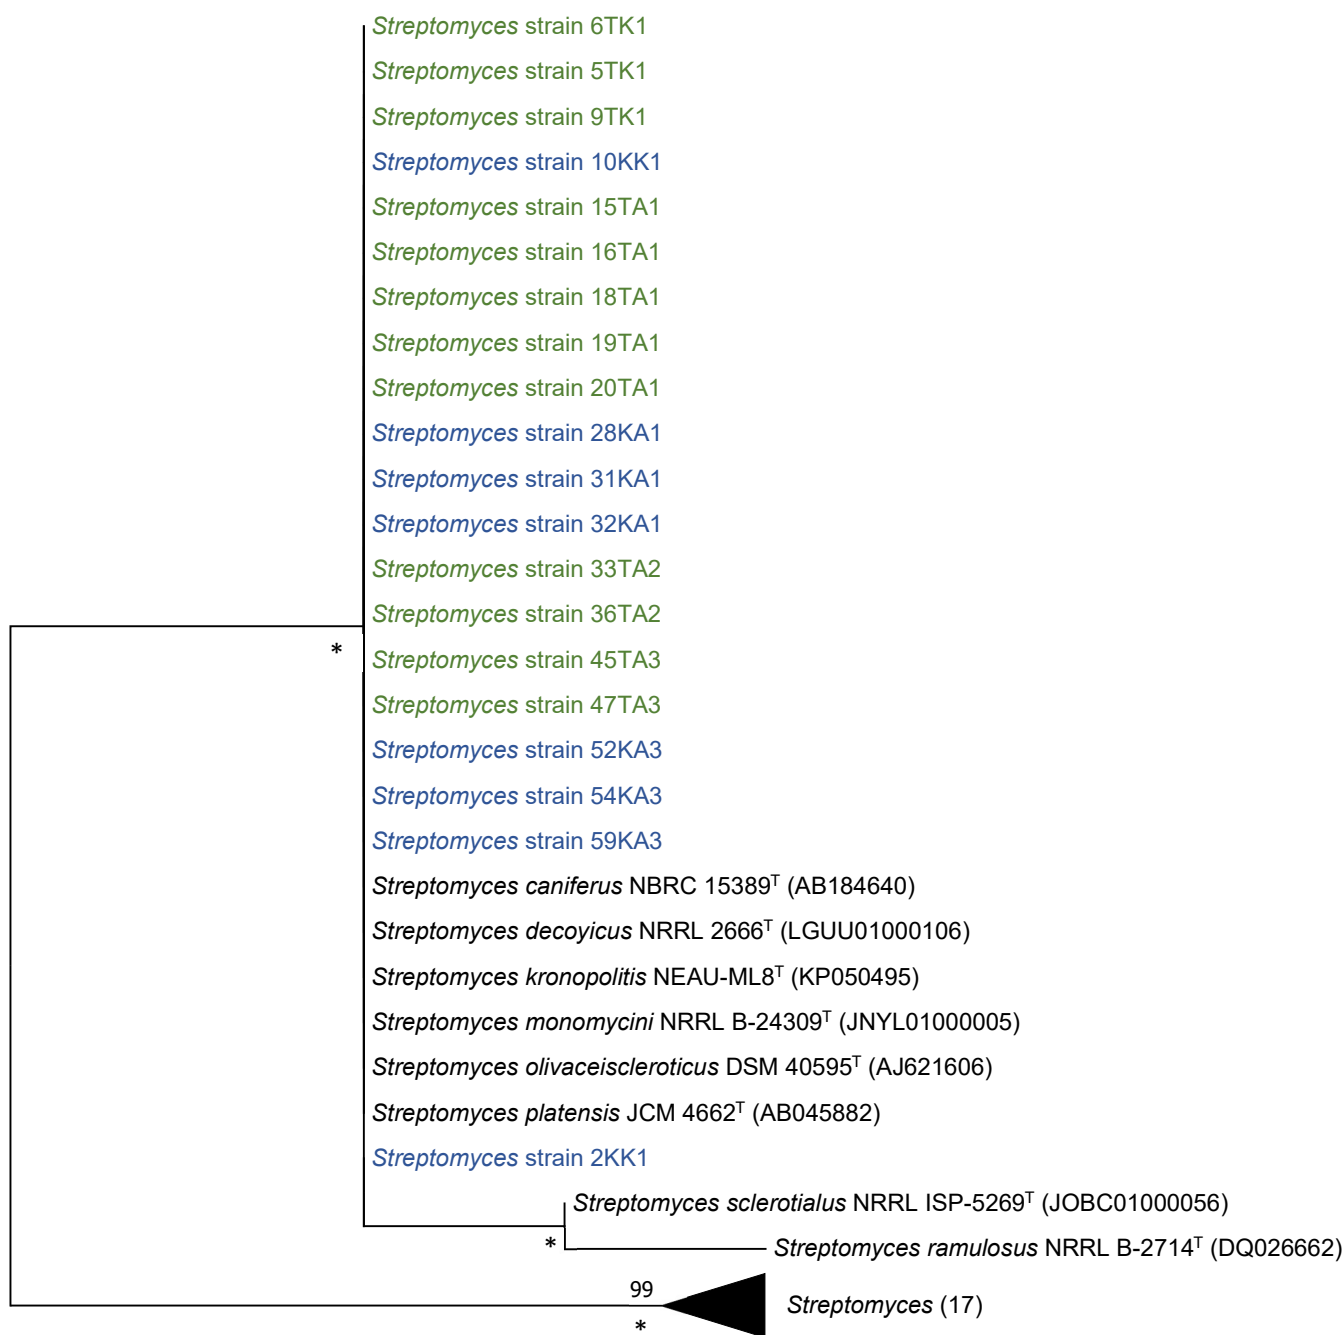 Streptomyces strain 6TK1
Streptomyces strain 5TK1
Streptomyces strain 9TK1
Streptomyces strain 10KK1
Streptomyces strain 15TA1
Streptomyces strain 16TA1
Streptomyces strain 18TA1
Streptomyces strain 19TA1
Streptomyces strain 20TA1
Streptomyces strain 28KA1
Streptomyces strain 31KA1
Streptomyces strain 32KA1
Streptomyces strain 33TA2
Streptomyces strain 36TA2
*
Streptomyces strain 45TA3
Streptomyces strain 47TA3
Streptomyces strain 52KA3
Streptomyces strain 54KA3
Streptomyces strain 59KA3
Streptomyces caniferus NBRC 15389ᵀ (AB184640)
Streptomyces decoyicus NRRL 2666ᵀ (LGUU01000106)
Streptomyces kronopolitis NEAU-ML8ᵀ (KP050495)
Streptomyces monomycini NRRL B-24309ᵀ (JNYL01000005)
Streptomyces olivaceiscleroticus DSM 40595ᵀ (AJ621606)
Streptomyces platensis JCM 4662ᵀ (AB045882)
Streptomyces strain 2KK1
Streptomyces sclerotialus NRRL ISP-5269ᵀ (JOBC01000056)
*
Streptomyces ramulosus NRRL B-2714ᵀ (DQ026662)
99
Streptomyces (17)
*